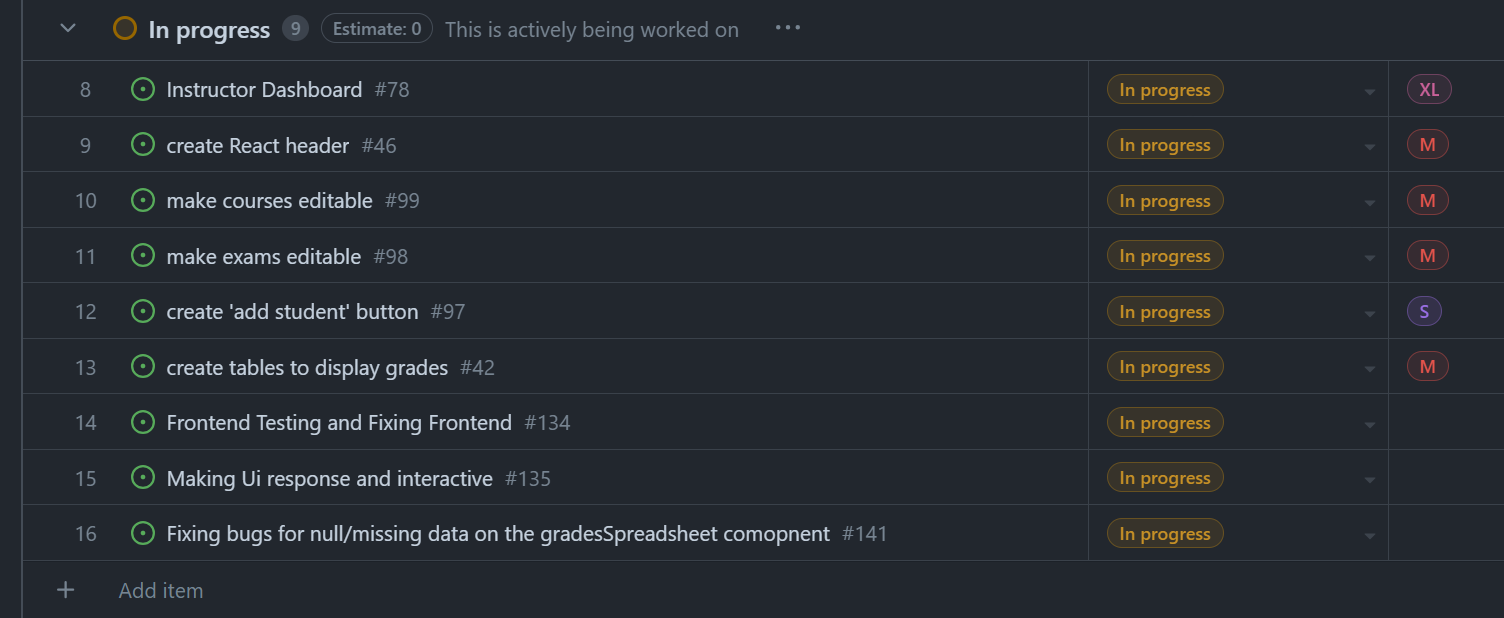 In progress 9 Estimate: 0 This is actively being worked on ...
8 Instructor Dashboard #78 In progress XL
9 create React header #46 In progress M
10 make courses editable #99 In progress M
11 make exams editable #98 In progress M
12 create 'add student' button #97 In progress S
13 create tables to display grades #42 In progress M
14 Frontend Testing and Fixing Frontend #134 In progress
15 Making Ui response and interactive #135 In progress
16 Fixing bugs for null/missing data on the gradesSpreadsheet comopnent #141 In progress
+ Add item